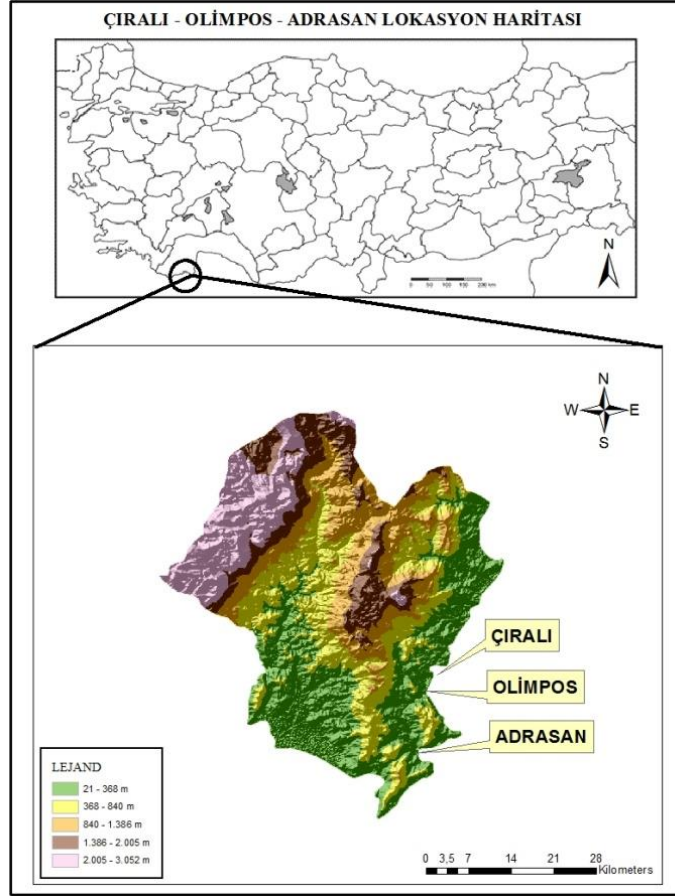 ÇIRALI - OLİMPOS - ADRASAN LOKASYON HARİTASI
N
0 50 100 150 200 km
N
W E
S
ÇIRALI
OLİMPOS
ADRASAN
LEJAND
21 - 368 m
368 - 840 m
840 - 1.386 m
1.386 - 2.005 m
2.005 - 3.052 m
0 3,5 7 14 21 28
Kilometers